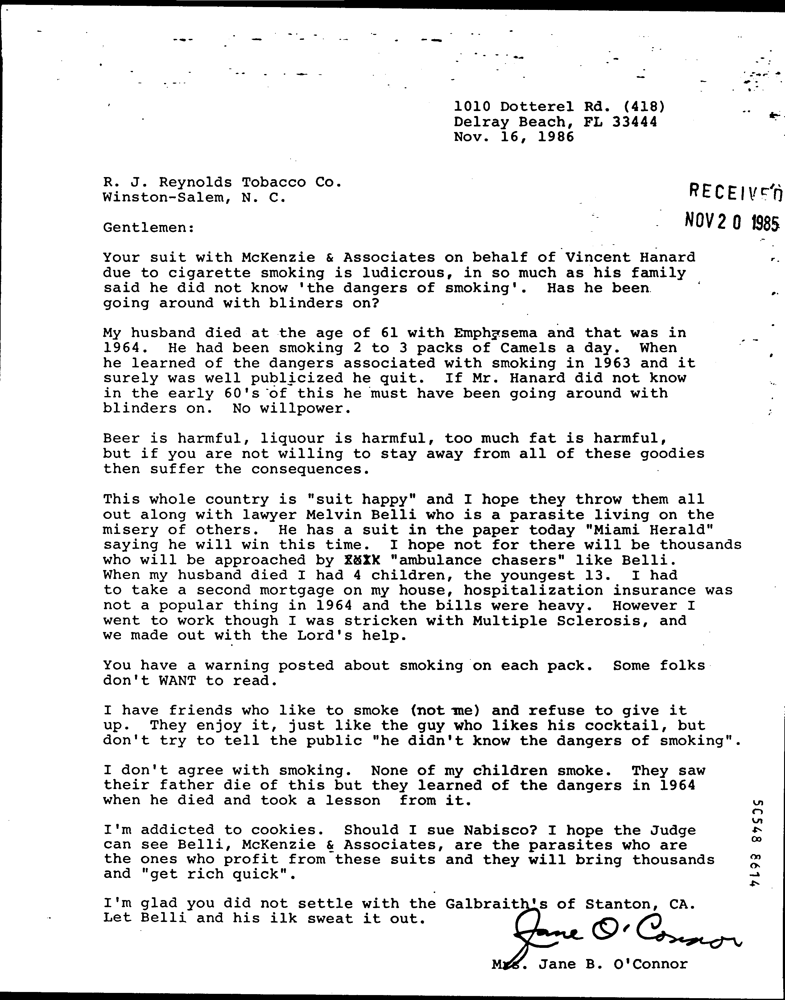 1010 Dotterel Rd. (418)
Delray Beach, FL 33444
Nov. 16, 1986
R. J. Reynolds Tobacco Co.
Winston-Salem, N. C.
RECEIVED
NOV 20 1985
Gentlemen:
Your suit with McKenzie & Associates on behalf of Vincent Hanard
due to cigarette smoking is ludicrous, in so much as his family
said he did not know 'the dangers of smoking'. Has he been
going around with blinders on?
My husband died at the age of 61 with Emphysema and that was in
1964. He had been smoking 2 to 3 packs of Camels a day. When
he learned of the dangers associated with smoking in 1963 and it
surely was well publicized he quit. If Mr. Hanard did not know
in the early 60's of this he must have been going around with
blinders on. No willpower.
Beer is harmful, liquour is harmful, too much fat is harmful,
but if you are not willing to stay away from all of these goodies
then suffer the consequences.
This whole country is "suit happy" and I hope they throw them all
out along with lawyer Melvin Belli who is a parasite living on the
misery of others. He has a suit in the paper today "Miami Herald"
saying he will win this time. I hope not for there will be thousands
who will be approached by "ambulance chasers" like Belli.
When my husband died I had 4 children, the youngest 13. I had
to take a second mortgage on my house, hospitalization insurance was
not a popular thing in 1964 and the bills were heavy. However I
went to work though I was stricken with Multiple Sclerosis, and
we made out with the Lord's help.
You have a warning posted about smoking on each pack. Some folks
don't WANT to read.
I have friends who like to smoke (not me) and refuse to give it
up. They enjoy it, just like the guy who likes his cocktail, but
don't try to tell the public "he didn't know the dangers of smoking".
I don't agree with smoking. None of my children smoke. They saw
their father die of this but they learned of the dangers in 1964
when he died and took a lesson from it.
I'm addicted to cookies. Should I sue Nabisco? I hope the Judge
can see Belli, McKenzie & Associates, are the parasites who are
the ones who profit from these suits and they will bring thousands
and "get rich quick".
I'm glad you did not settle with the Galbraith's of Stanton, CA.
Let Belli and his ilk sweat it out.
Jane O'Connor
Mrs. Jane B. O'Connor
50548 8614